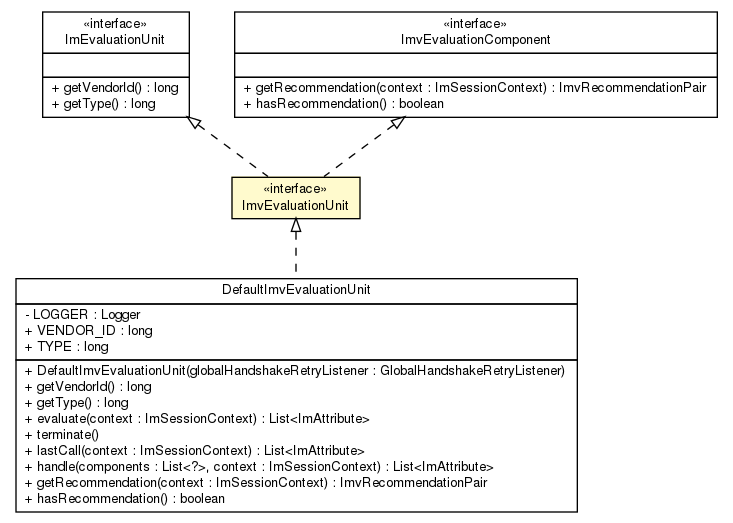 «interface»
ImEvaluationUnit
+ getVendorId() : long
+ getType() : long
«interface»
ImvEvaluationComponent
+ getRecommendation(context : ImSessionContext) : ImvRecommendationPair
+ hasRecommendation() : boolean
«interface»
ImvEvaluationUnit
DefaultImvEvaluationUnit
- LOGGER : Logger
+ VENDOR_ID : long
+ TYPE : long
+ DefaultImvEvaluationUnit(globalHandshakeRetryListener : GlobalHandshakeRetryListener)
+ getVendorId() : long
+ getType() : long
+ evaluate(context : ImSessionContext) : List<ImAttribute>
+ terminate()
+ lastCall(context : ImSessionContext) : List<ImAttribute>
+ handle(components : List<?>, context : ImSessionContext) : List<ImAttribute>
+ getRecommendation(context : ImSessionContext) : ImvRecommendationPair
+ hasRecommendation() : boolean